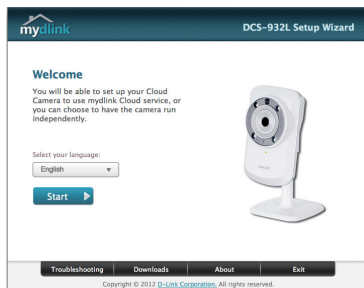 mydlink
DCS-932L Setup Wizard
Welcome
You will be able to set up your Cloud
Camera to use mydlink Cloud service, or
you can choose to have the camera run
independently.
Select your language:
English
Start
Troubleshooting
Downloads
About
Exit
Copyright © 2012 D-Link Corporation. All rights reserved.